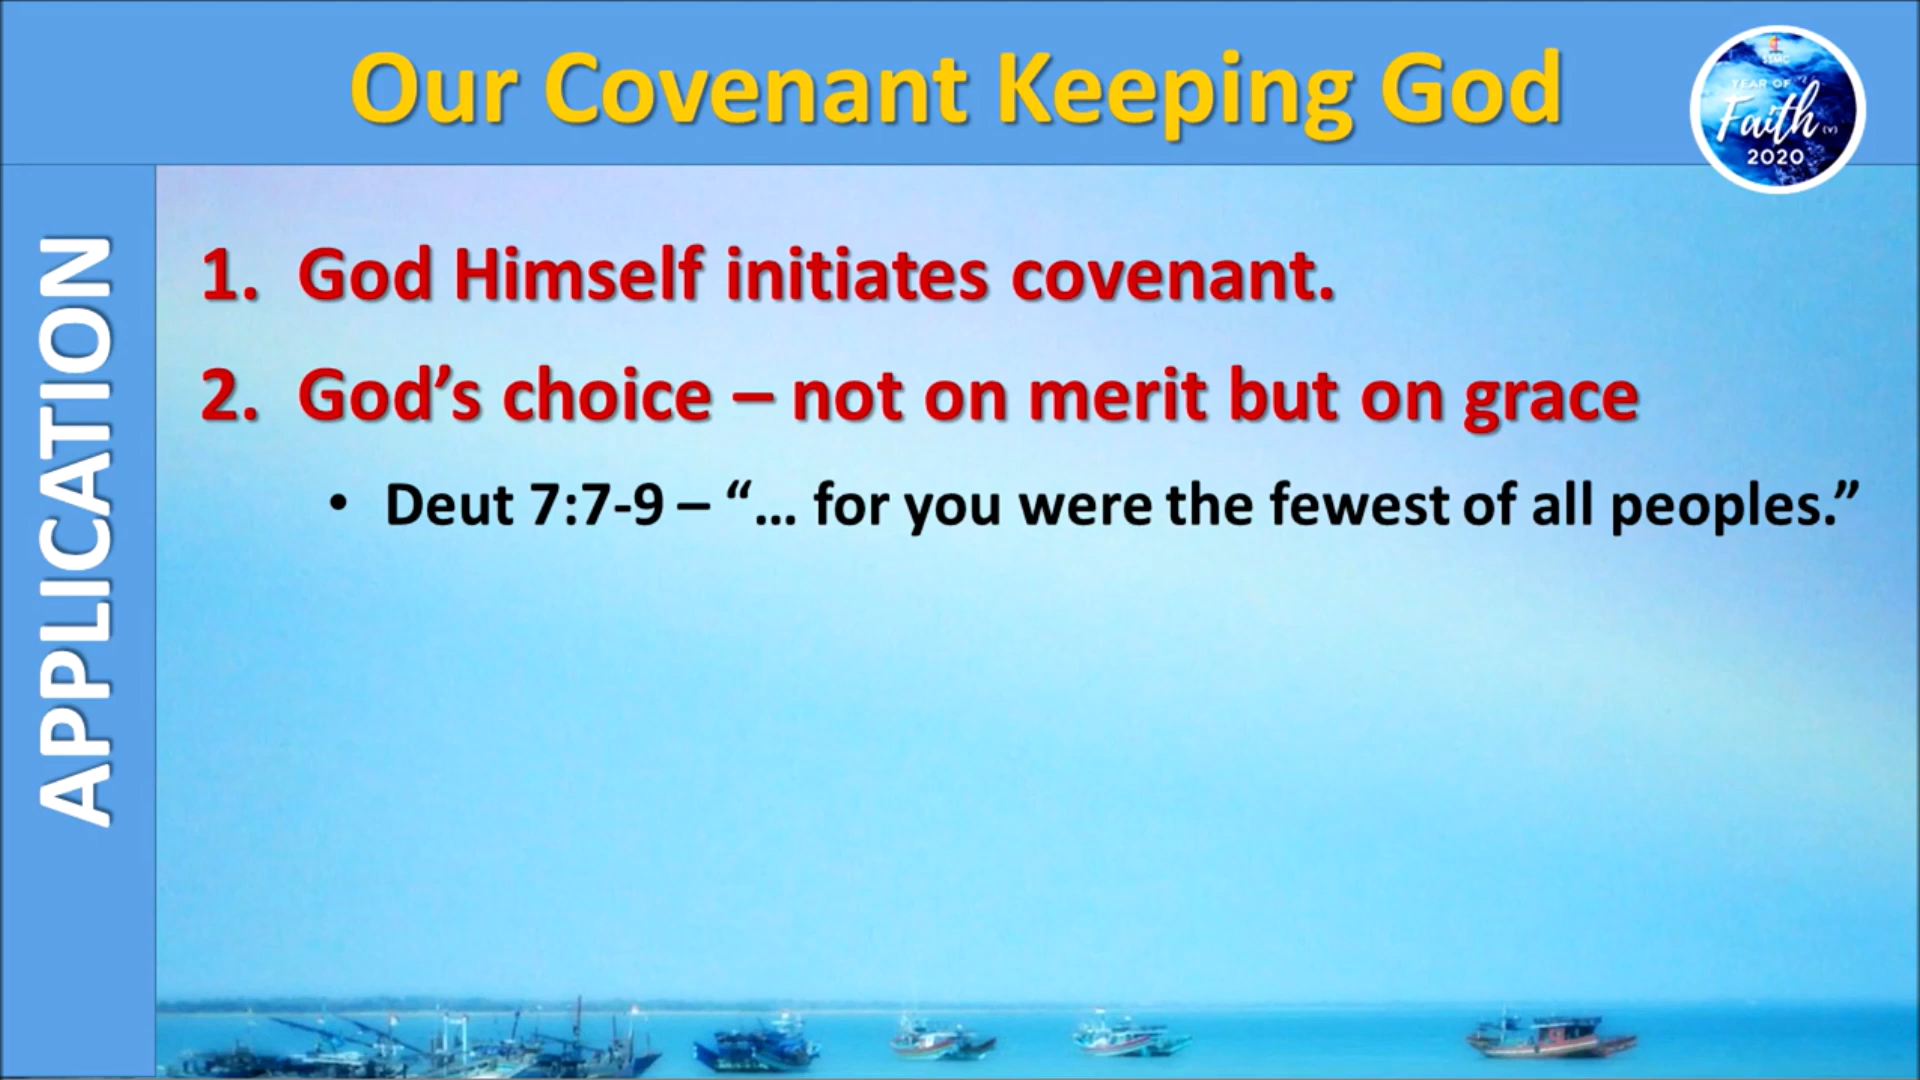 Our Covenant Keeping God
YEAR OF
Faith (v)
2020
APPLICATION
1. God Himself initiates covenant.
2. God’s choice – not on merit but on grace
• Deut 7:7-9 – “… for you were the fewest of all peoples.”